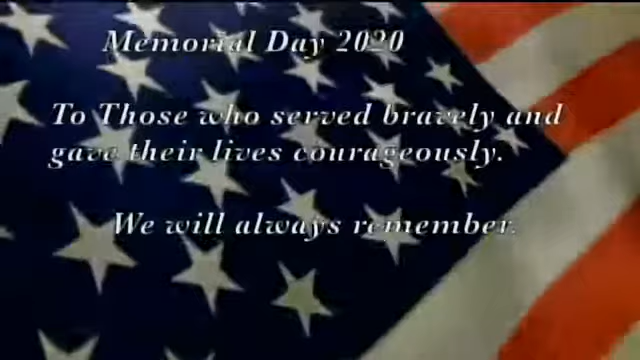 Memorial Day 2020
To Those who served bravely and
gave their lives courageously.
We will always remember.